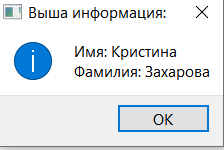 Выша информация:
Имя: Кристина
Фамилия: Захарова
OK